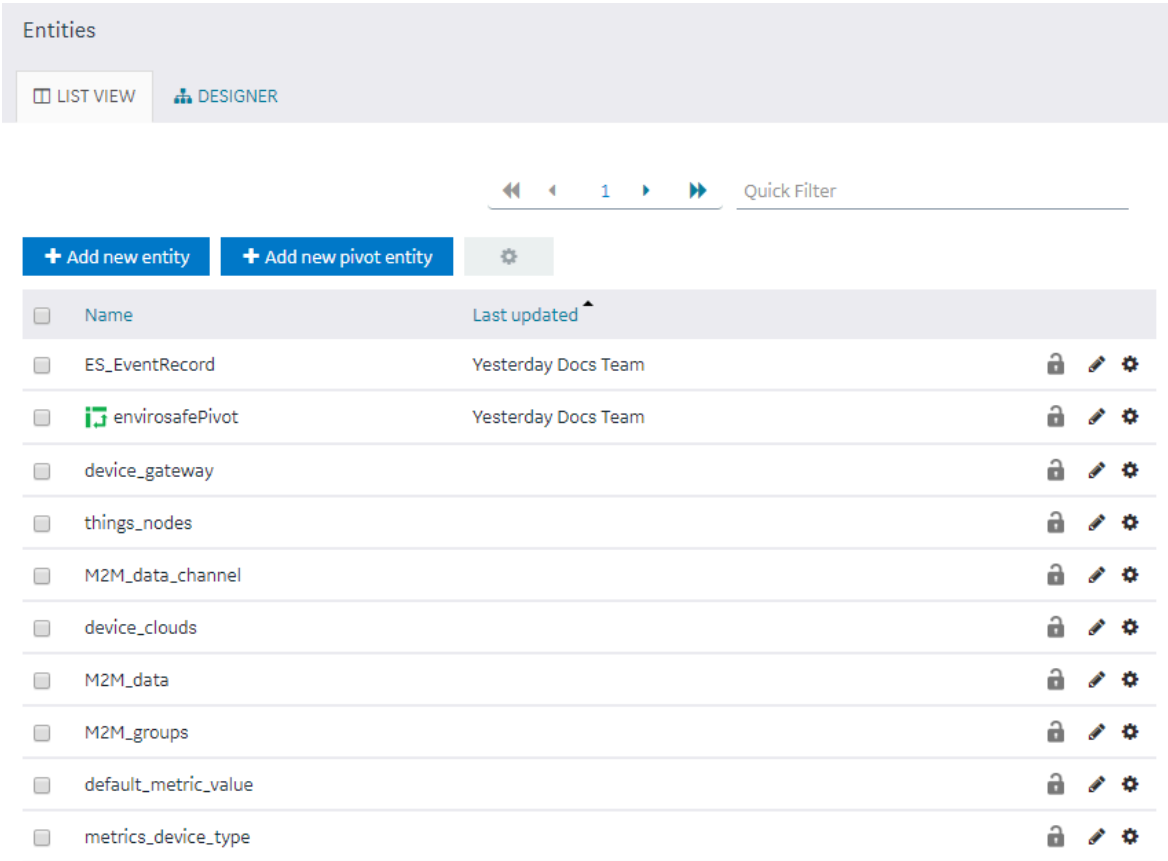 Entities
LIST VIEW DESIGNER
1 Quick Filter
+ Add new entity + Add new pivot entity
Name Last updated
ES_EventRecord Yesterday Docs Team
envirosafePivot Yesterday Docs Team
device_gateway
things_nodes
M2M_data_channel
device_clouds
M2M_data
M2M_groups
default_metric_value
metrics_device_type